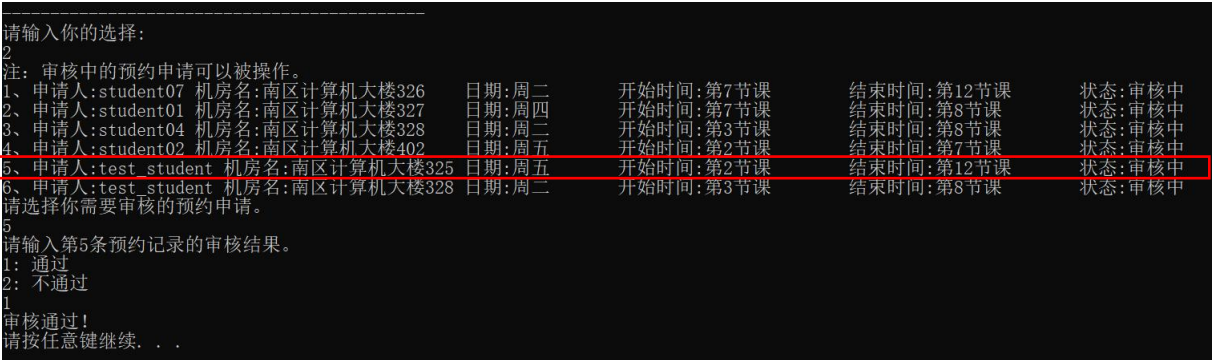 --------------------------------------------
请输入你的选择:
2
注: 审核中的预约申请可以被操作。
1、申请人:student07 机房名:南区计算机大楼326 日期:周二 开始时间:第7节课 结束时间:第12节课 状态:审核中
2、申请人:student01 机房名:南区计算机大楼327 日期:周四 开始时间:第7节课 结束时间:第8节课 状态:审核中
3、申请人:student04 机房名:南区计算机大楼328 日期:周二 开始时间:第3节课 结束时间:第8节课 状态:审核中
4、申请人:student02 机房名:南区计算机大楼402 日期:周五 开始时间:第2节课 结束时间:第7节课 状态:审核中
5、申请人:test_student 机房名:南区计算机大楼325 日期:周五 开始时间:第2节课 结束时间:第12节课 状态:审核中
6、申请人:test_student 机房名:南区计算机大楼328 日期:周二 开始时间:第3节课 结束时间:第8节课 状态:审核中
请选择你需要审核的预约申请。
5
请输入第5条预约记录的审核结果。
1: 通过
2: 不通过
1
审核通过!
请按任意键继续. . .